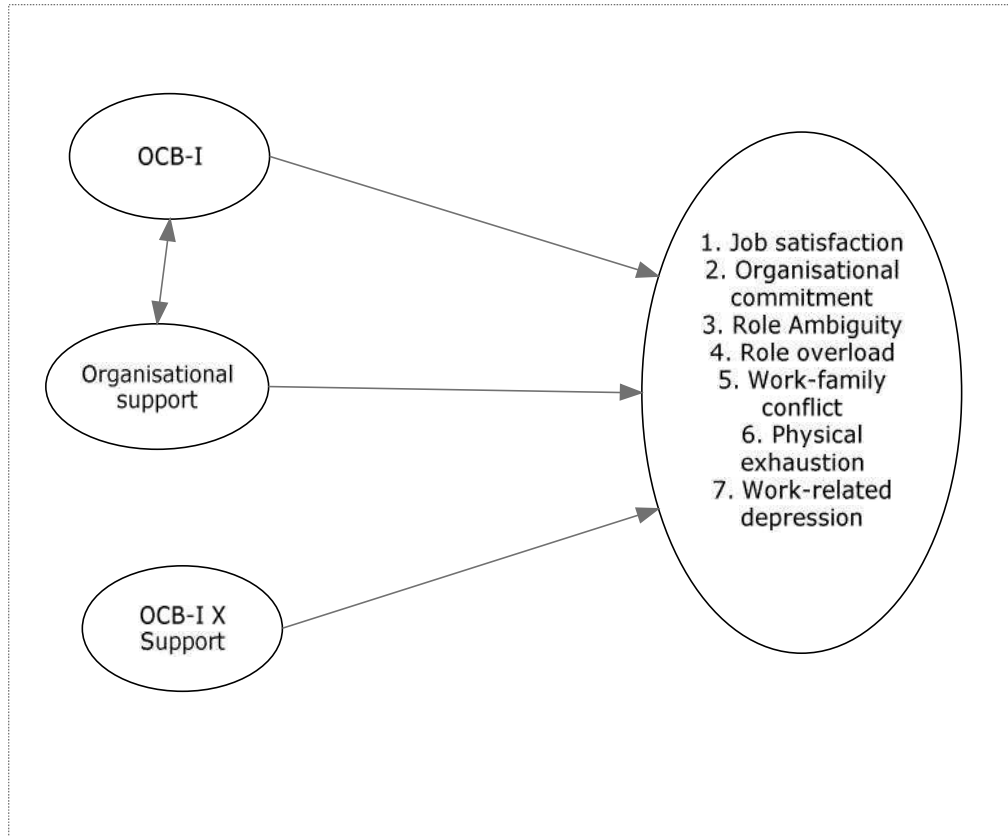 OCB-I
Organisational
support
OCB-I X
Support
1. Job satisfaction
2. Organisational
commitment
3. Role Ambiguity
4. Role overload
5. Work-family
conflict
6. Physical
exhaustion
7. Work-related
depression